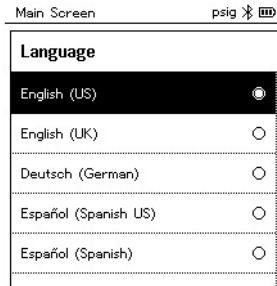 Main Screen psig
Language
English (US)
English (UK)
Deutsch (German)
Español (Spanish US)
Español (Spanish)